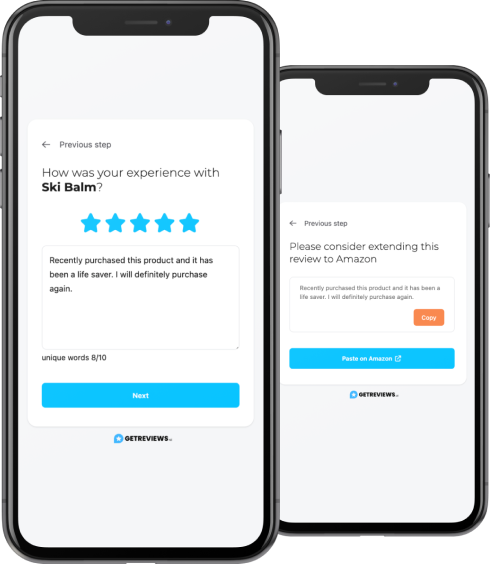 ← Previous step
How was your experience with
Ski Balm?
Recently purchased this product and it has
been a life saver. I will definitely purchase
again.
unique words 8/10
Next
GETREVIEWS
← Previous step
Please consider extending this
review to Amazon
Recently purchased this product and it has been a
life saver. I will definitely purchase again.
Copy
Paste on Amazon
GETREVIEWS